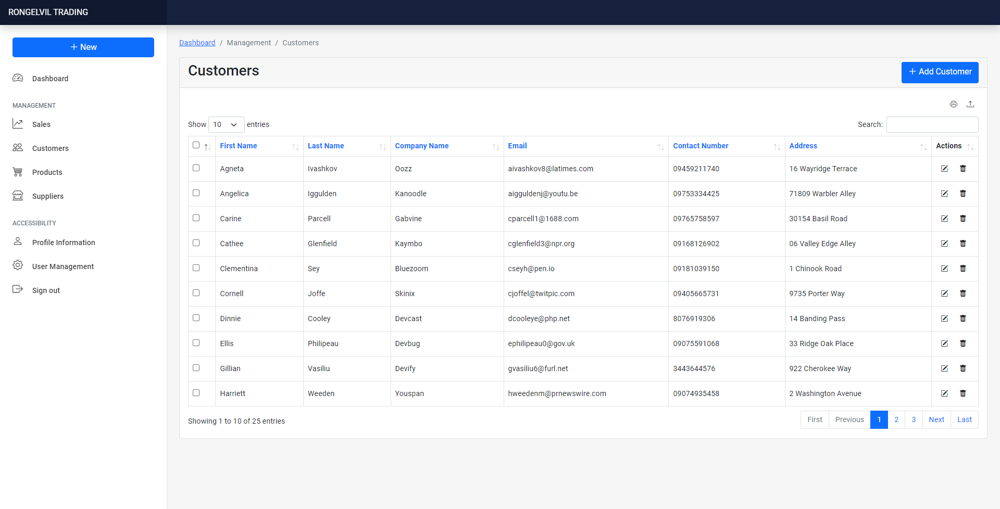 RONGELVIL TRADING
New
Dashboard
MANAGEMENT
Sales
Customers
Products
Suppliers
ACCESSIBILITY
Profile Information
User Management
Sign out
Dashboard / Management / Customers
Customers
Add Customer
Show 10 entries
Search:
First Name Last Name Company Name Email Contact Number Address Actions
Agneta Ivashkov Oozz aivashkov8@latimes.com 09459211740 16 Wayridge Terrace
Angelica Iggulden Kanoodle aigguldenj@youtu.be 09753334425 71809 Warbler Alley
Carine Parcell Gabvine cparcell1@1688.com 09765758597 30154 Basil Road
Cathee Glenfield Kaymbo cglenfield3@npr.org 09168126902 06 Valley Edge Alley
Clementina Sey Bluezoom cseyh@pen.io 09181039150 1 Chinook Road
Cornell Joffe Skinix cjoffel@twitpic.com 09405665731 9735 Porter Way
Dinnie Cooley Devcast dcooleye@php.net 8076919306 14 Banding Pass
Ellis Philipeau Devbug ephilipeau0@gov.uk 09075591068 33 Ridge Oak Place
Gillian Vasiliu Devify gvasiliu6@furl.net 3443644576 922 Cherokee Way
Harriett Weeden Youspan hweedenm@prnewswire.com 09074935458 2 Washington Avenue
Showing 1 to 10 of 25 entries
First Previous 1 2 3 Next Last